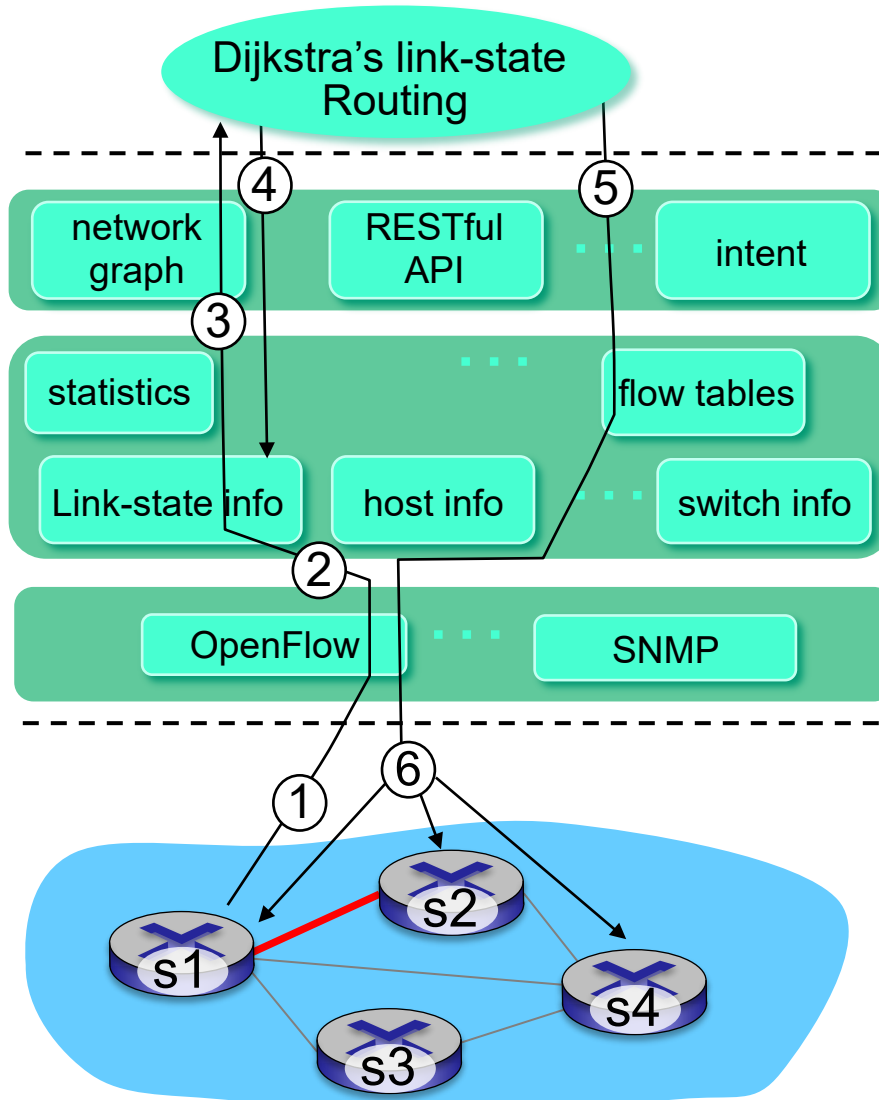 Dijkstra’s link-state
Routing
4
5
network
graph
RESTful
API
intent
3
statistics
flow tables
Link-state info
host info
switch info
2
OpenFlow
SNMP
1
6
s2
s1
s4
s3